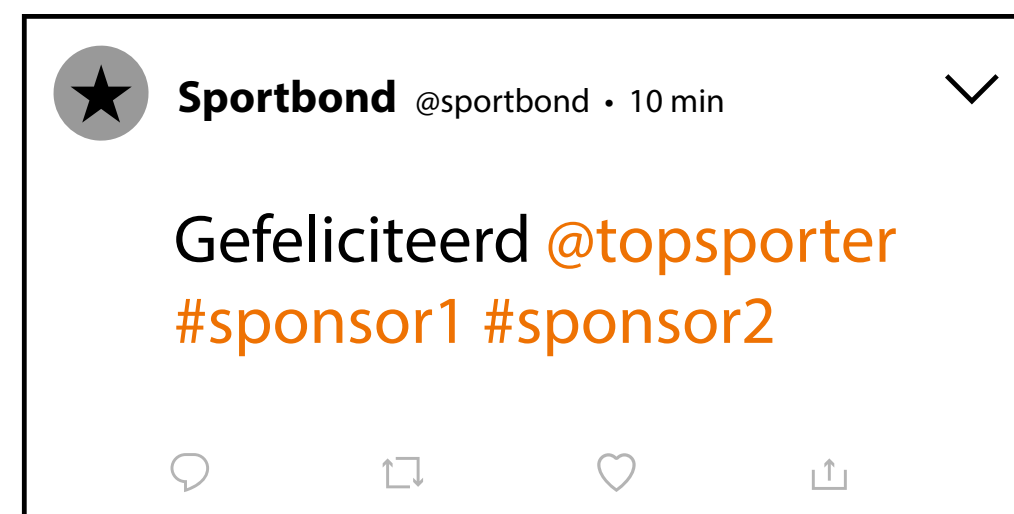 Sportbond @sportbond • 10 min
Gefeliciteerd @topsporter
#sponsor1 #sponsor2